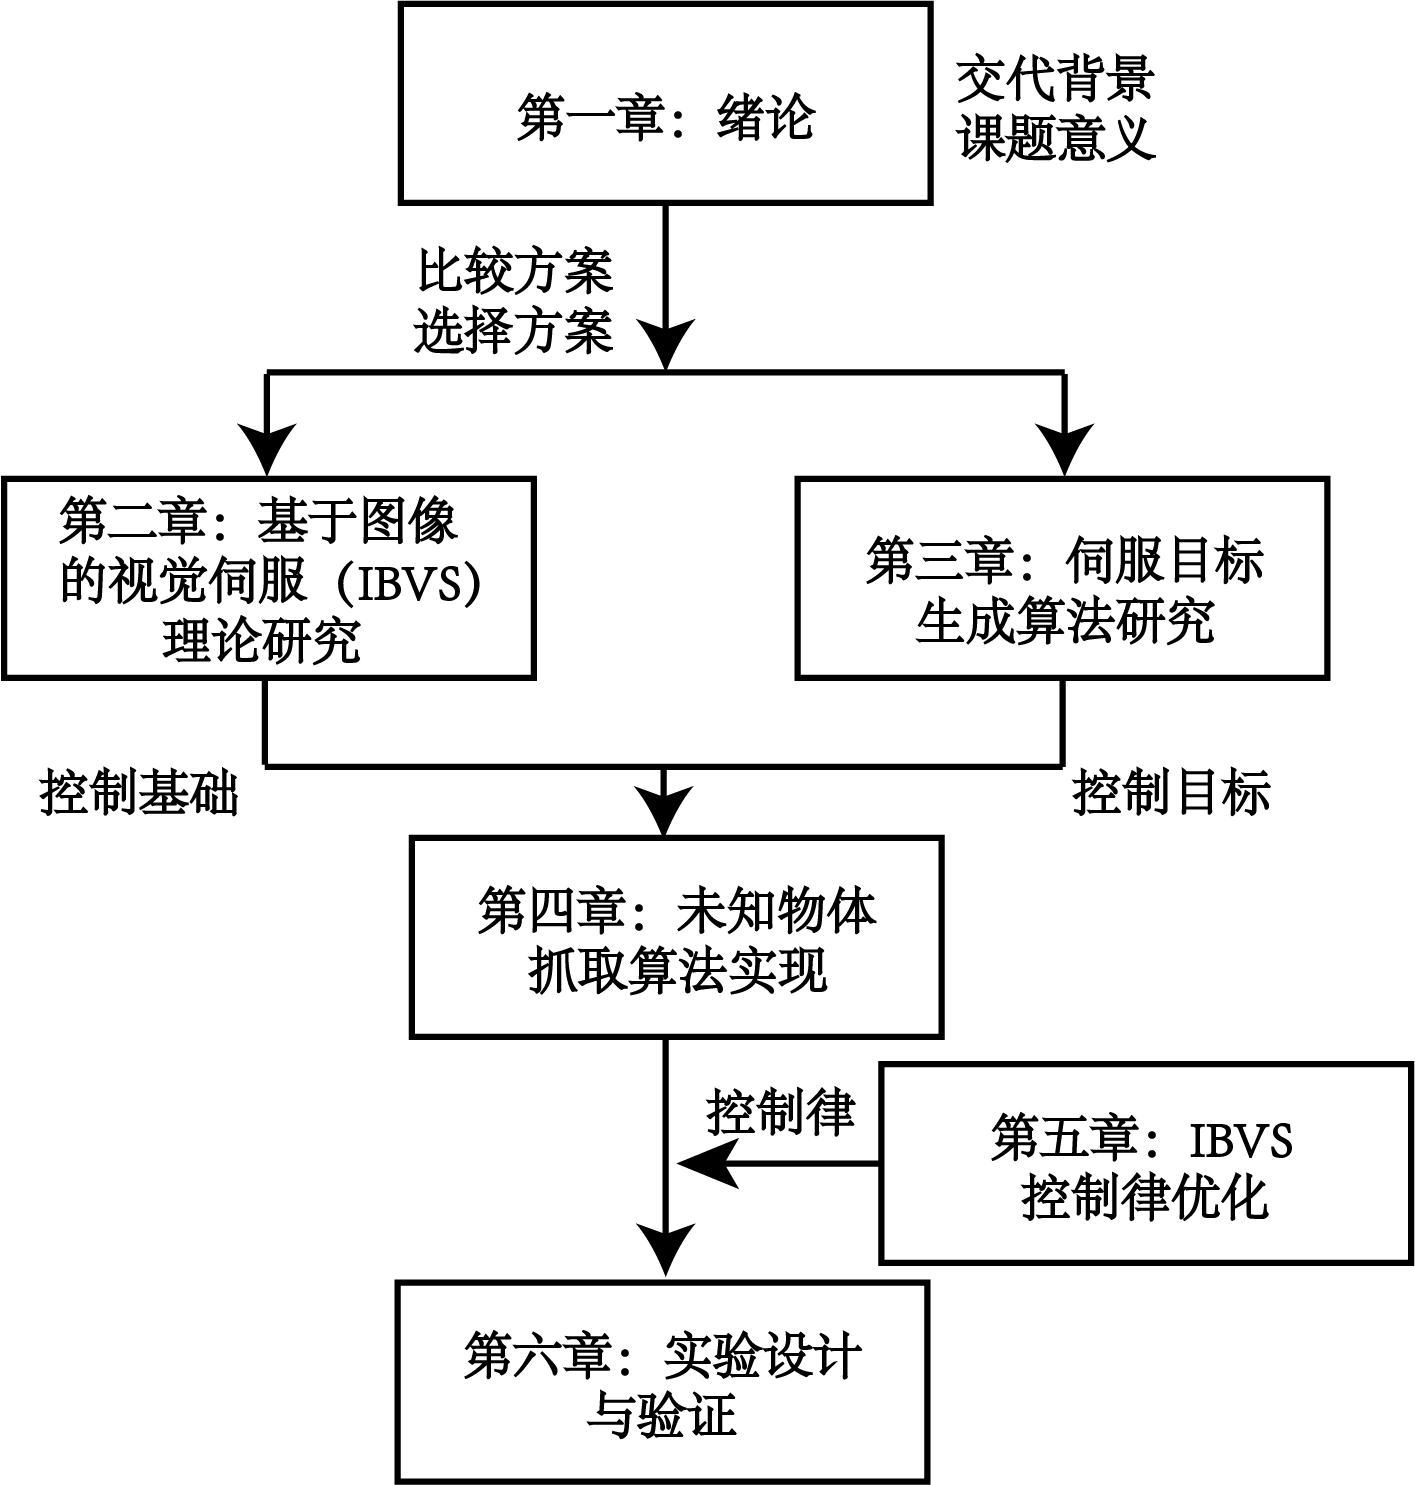 第一章：绪论
交代背景
课题意义
比较方案
选择方案
第二章：基于图像
的视觉伺服（IBVS）
理论研究
第三章：伺服目标
生成算法研究
控制基础
控制目标
第四章：未知物体
抓取算法实现
控制律
第五章：IBVS
控制律优化
第六章：实验设计
与验证